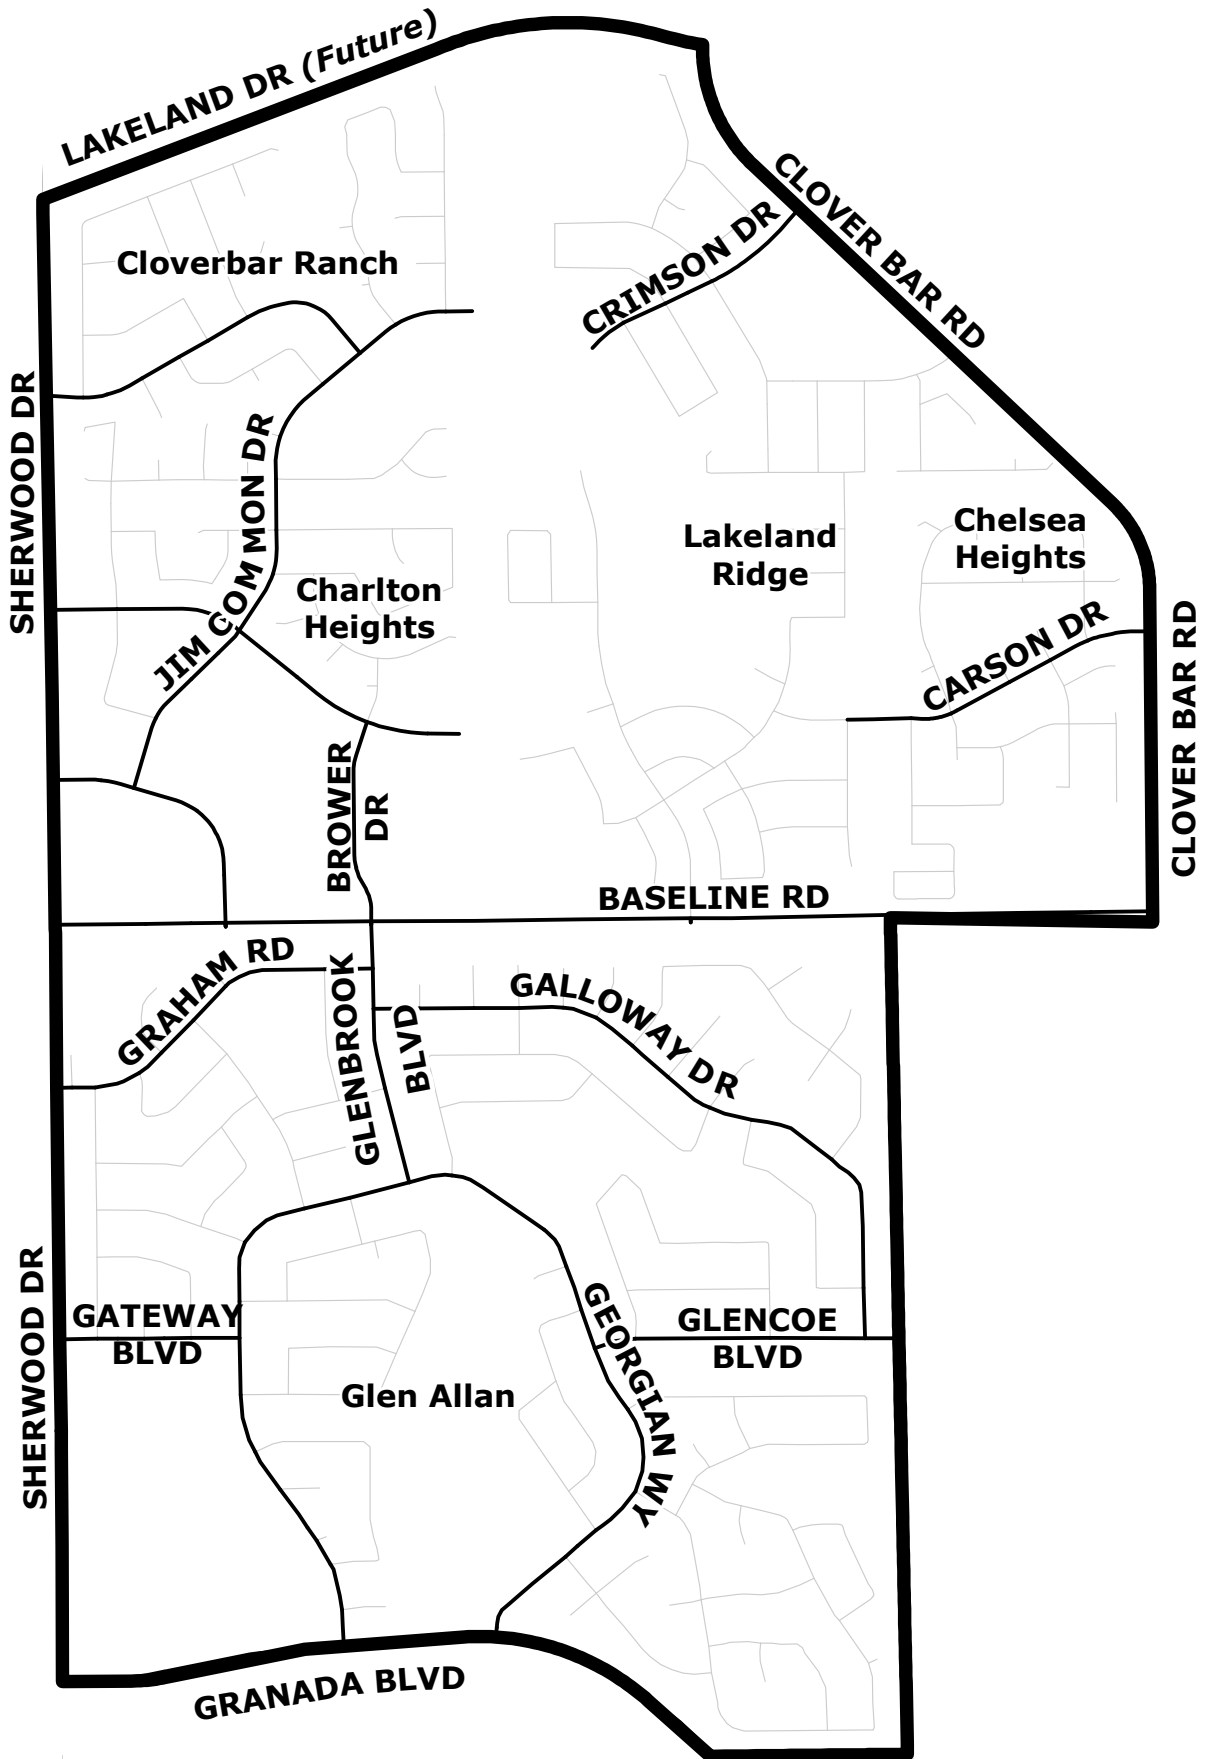 LAKELAND DR (Future)
CLOVER BAR RD
CRIMSON DR
Cloverbar Ranch
SHERWOOD DR
JIM COMMON DR
Lakeland
Ridge
Chelsea
Heights
Charlton
Heights
CARSON DR
CLOVER BAR RD
BROWER
DR
BASELINE RD
GRAHAM RD
GLENBROOK
BLVD
GALLOWAY DR
SHERWOOD DR
GATEWAY
BLVD
GEORGIAN WY
GLENCOE
BLVD
Glen Allan
GRANADA BLVD